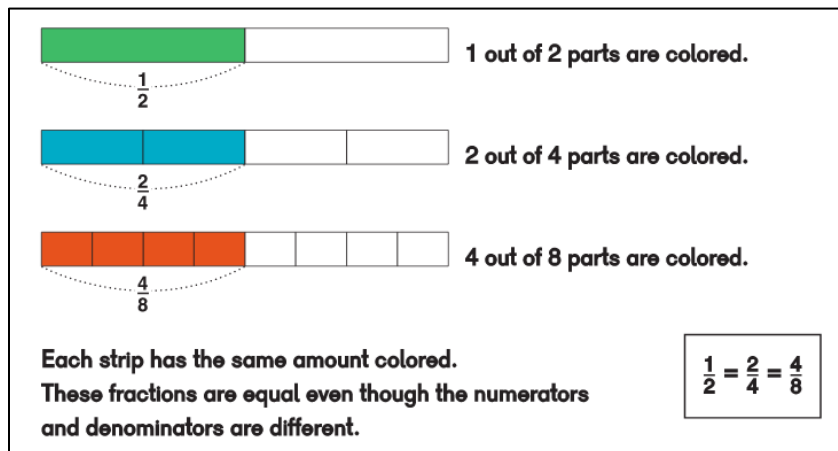 1 out of 2 parts are colored.
1/2
2 out of 4 parts are colored.
2/4
4 out of 8 parts are colored.
4/8
Each strip has the same amount colored.
These fractions are equal even though the numerators
and denominators are different.
1/2 = 2/4 = 4/8